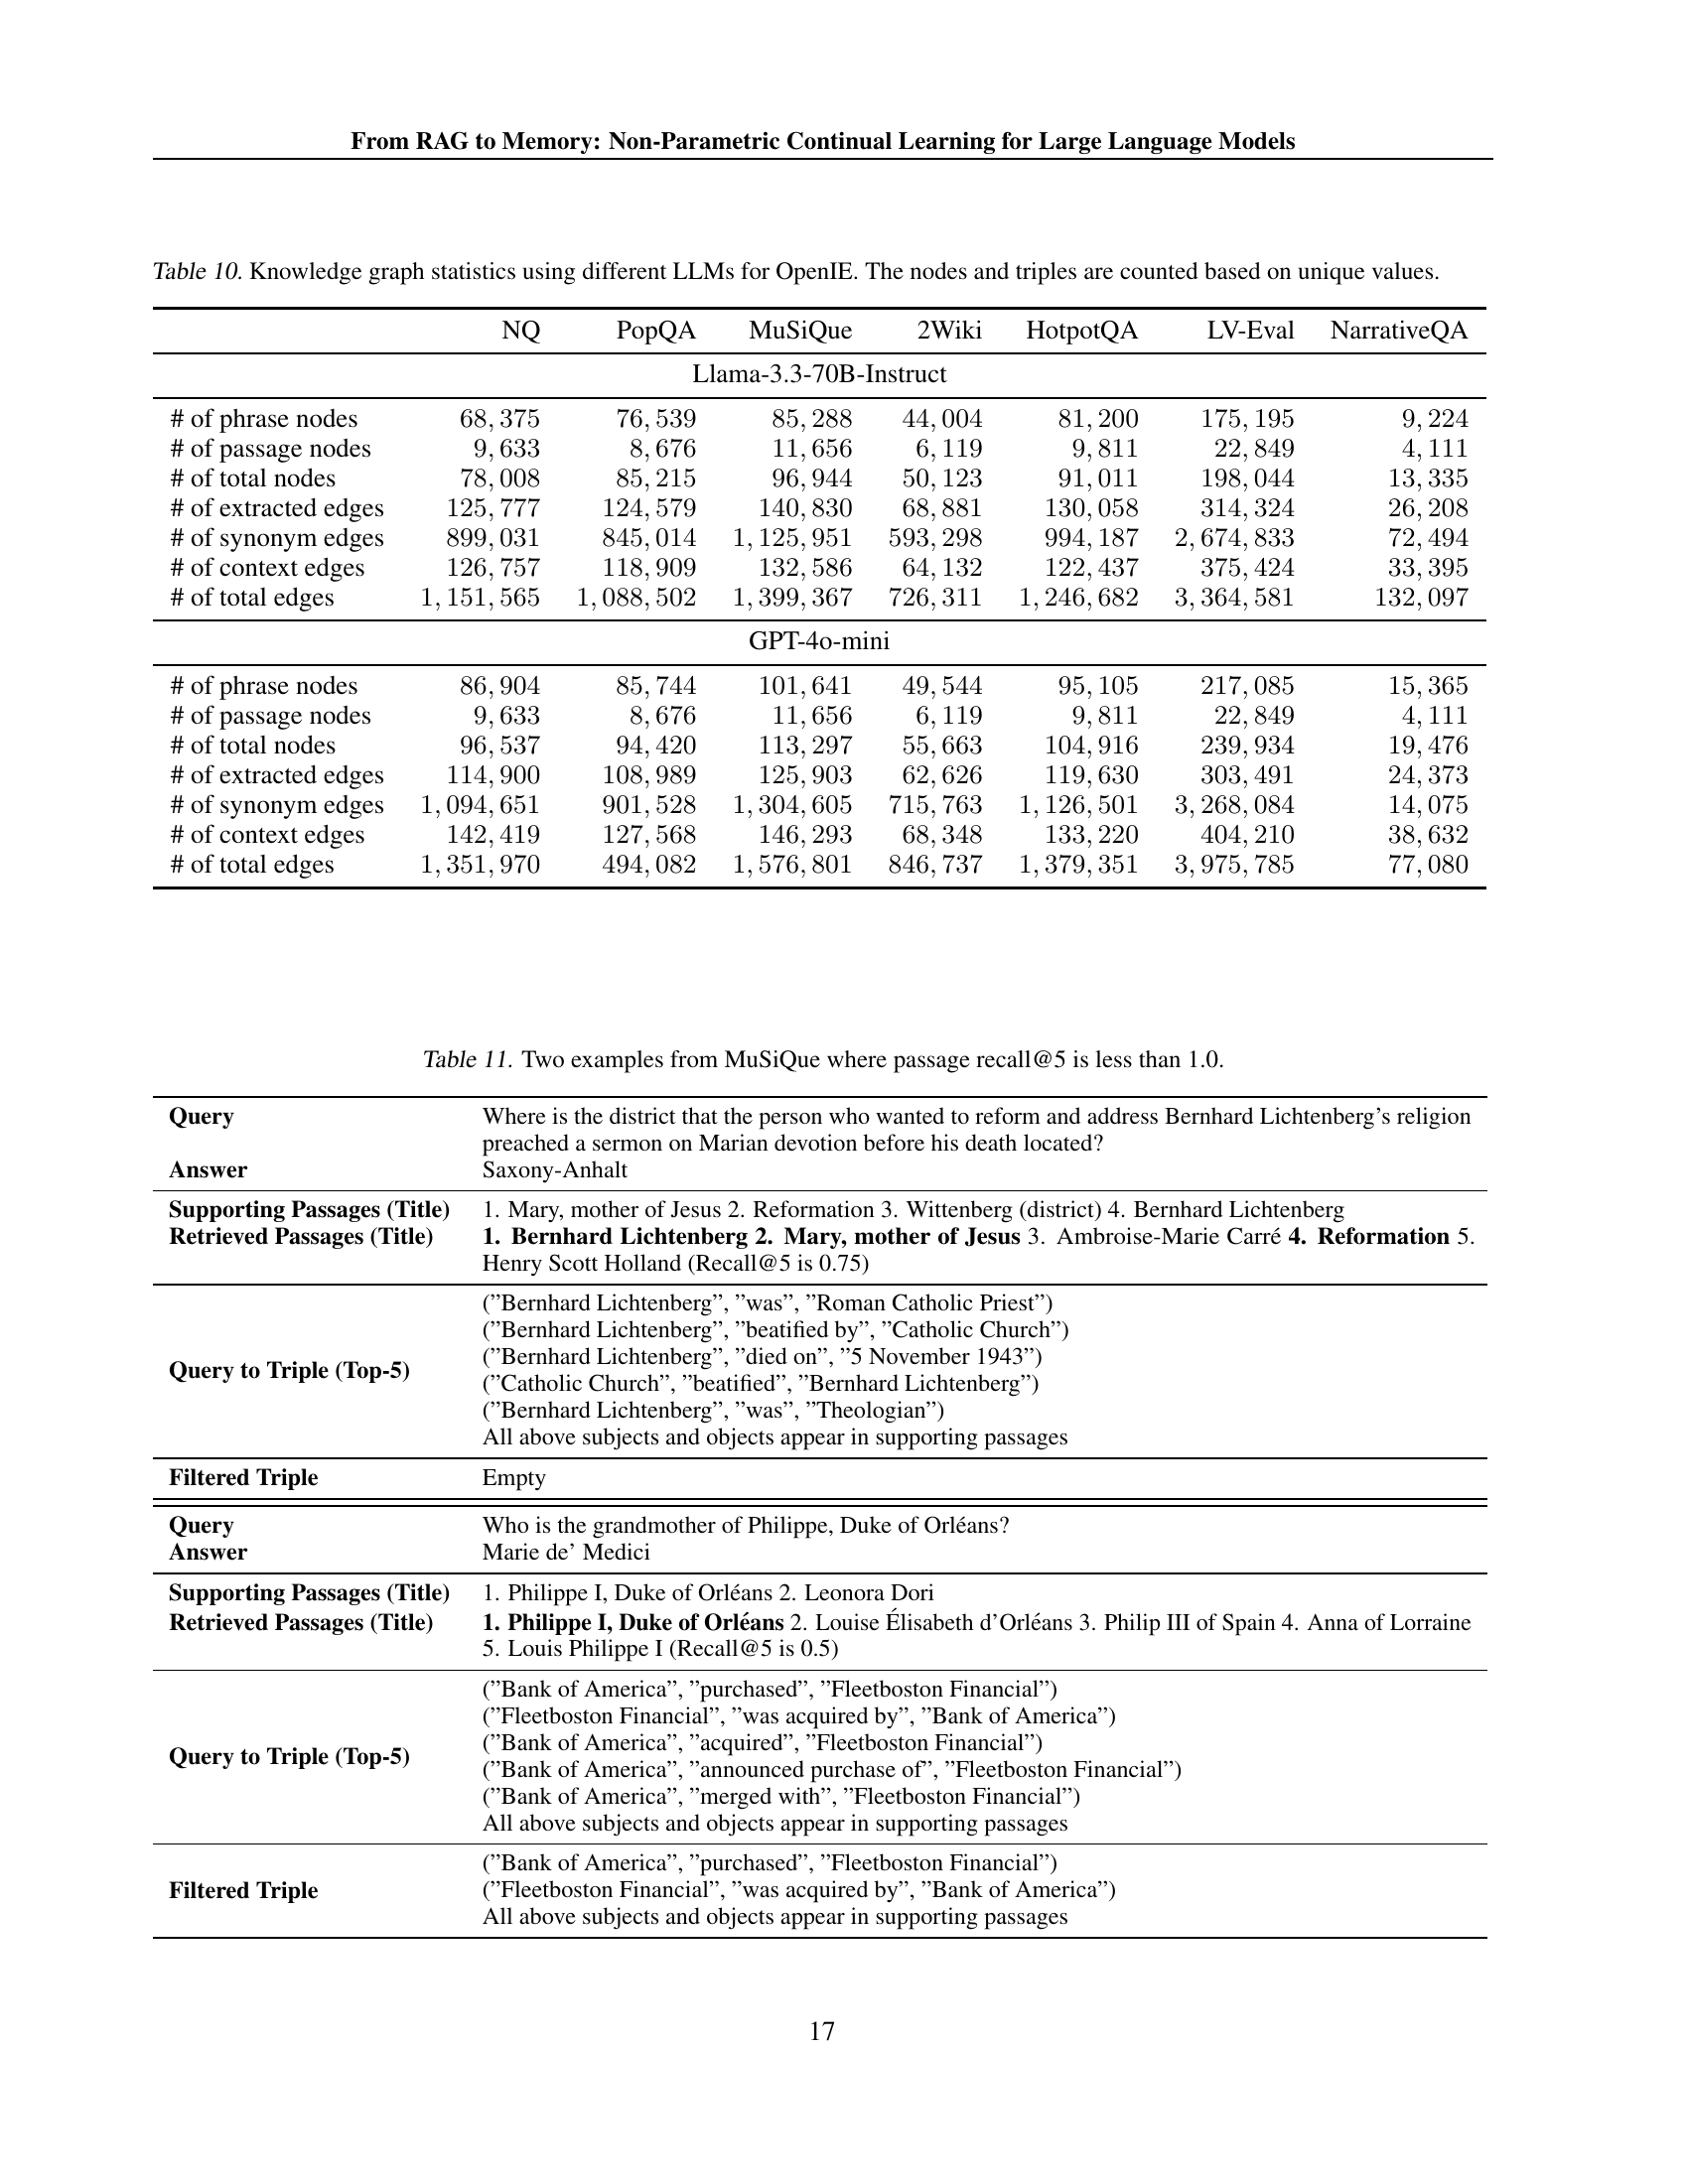 From RAG to Memory: Non-Parametric Continual Learning for Large Language Models
Table 10. Knowledge graph statistics using different LLMs for OpenIE. The nodes and triples are counted based on unique values.
NQ PopQA MuSiQue 2Wiki HotpotQA LV-Eval NarrativeQA
Llama-3.3-70B-Instruct
# of phrase nodes 68,375 76,539 85,288 44,004 81,200 175,195 9,224
# of passage nodes 9,633 8,676 11,656 6,119 9,811 22,849 4,111
# of total nodes 78,008 85,215 96,944 50,123 91,011 198,044 13,335
# of extracted edges 125,777 124,579 140,830 68,881 130,058 314,324 26,208
# of synonym edges 899,031 845,014 1,125,951 593,298 994,187 2,674,833 72,494
# of context edges 126,757 118,909 132,586 64,132 122,437 375,424 33,395
# of total edges 1,151,565 1,088,502 1,399,367 726,311 1,246,682 3,364,581 132,097
GPT-4o-mini
# of phrase nodes 86,904 85,744 101,641 49,544 95,105 217,085 15,365
# of passage nodes 9,633 8,676 11,656 6,119 9,811 22,849 4,111
# of total nodes 96,537 94,420 113,297 55,663 104,916 239,934 19,476
# of extracted edges 114,900 108,989 125,903 62,626 119,630 303,491 24,373
# of synonym edges 1,094,651 901,528 1,304,605 715,763 1,126,501 3,268,084 14,075
# of context edges 142,419 127,568 146,293 68,348 133,220 404,210 38,632
# of total edges 1,351,970 494,082 1,576,801 846,737 1,379,351 3,975,785 77,080
Table 11. Two examples from MuSiQue where passage recall@5 is less than 1.0.
Query Where is the district that the person who wanted to reform and address Bernhard Lichtenberg's religion
preached a sermon on Marian devotion before his death located?
Answer Saxony-Anhalt
Supporting Passages (Title) 1. Mary, mother of Jesus 2. Reformation 3. Wittenberg (district) 4. Bernhard Lichtenberg
Retrieved Passages (Title) 1. Bernhard Lichtenberg 2. Mary, mother of Jesus 3. Ambroise-Marie Carré 4. Reformation 5.
Henry Scott Holland (Recall@5 is 0.75)
Query to Triple (Top-5)
(”Bernhard Lichtenberg”, ”was”, ”Roman Catholic Priest”)
(”Bernhard Lichtenberg”, ”beatified by”, ”Catholic Church”)
(”Bernhard Lichtenberg”, ”died on”, ”5 November 1943”)
(”Catholic Church”, ”beatified”, ”Bernhard Lichtenberg”)
(”Bernhard Lichtenberg”, ”was”, ”Theologian”)
All above subjects and objects appear in supporting passages
Filtered Triple Empty
Query Who is the grandmother of Philippe, Duke of Orléans?
Answer Marie de' Medici
Supporting Passages (Title) 1. Philippe I, Duke of Orléans 2. Leonora Dori
Retrieved Passages (Title) 1. Philippe I, Duke of Orléans 2. Louise Élisabeth d'Orléans 3. Philip III of Spain 4. Anna of Lorraine
5. Louis Philippe I (Recall@5 is 0.5)
Query to Triple (Top-5)
(”Bank of America”, ”purchased”, ”Fleetboston Financial”)
(”Fleetboston Financial”, ”was acquired by”, ”Bank of America”)
(”Bank of America”, ”acquired”, ”Fleetboston Financial”)
(”Bank of America”, ”announced purchase of”, ”Fleetboston Financial”)
(”Bank of America”, ”merged with”, ”Fleetboston Financial”)
All above subjects and objects appear in supporting passages
Filtered Triple
(”Bank of America”, ”purchased”, ”Fleetboston Financial”)
(”Fleetboston Financial”, ”was acquired by”, ”Bank of America”)
All above subjects and objects appear in supporting passages
17